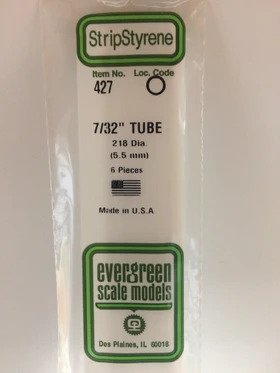 StripStyrene
Item No. Loc. Code
427
7/32" TUBE
218 Dia.
(5.5 mm)
6 Pieces
Made in U.S.A.
evergreen
scale models
Des Plaines, IL 60018